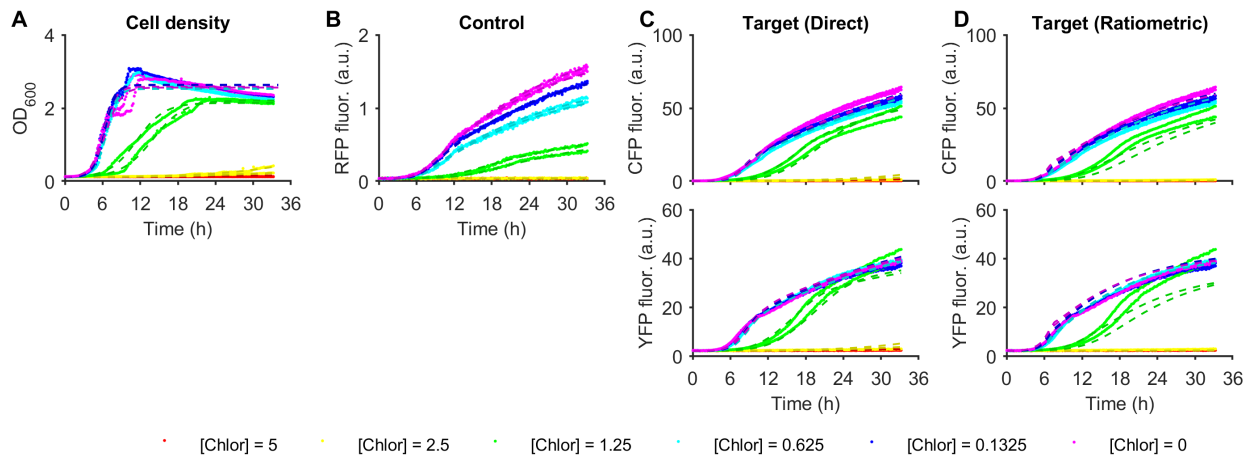 A Cell density
B Control
C Target (Direct)
D Target (Ratiometric)
OD600
4
2
0
0 6 12 18 24 30 36
Time (h)
RFP fluor. (a.u.)
2
1
0
0 6 12 18 24 30 36
Time (h)
CFP fluor. (a.u.)
100
50
0
YFP fluor. (a.u.)
60
40
20
0
0 6 12 18 24 30 36
Time (h)
CFP fluor. (a.u.)
100
50
0
YFP fluor. (a.u.)
60
40
20
0
0 6 12 18 24 30 36
Time (h)
[Chlor] = 5 [Chlor] = 2.5 [Chlor] = 1.25 [Chlor] = 0.625 [Chlor] = 0.1325 [Chlor] = 0